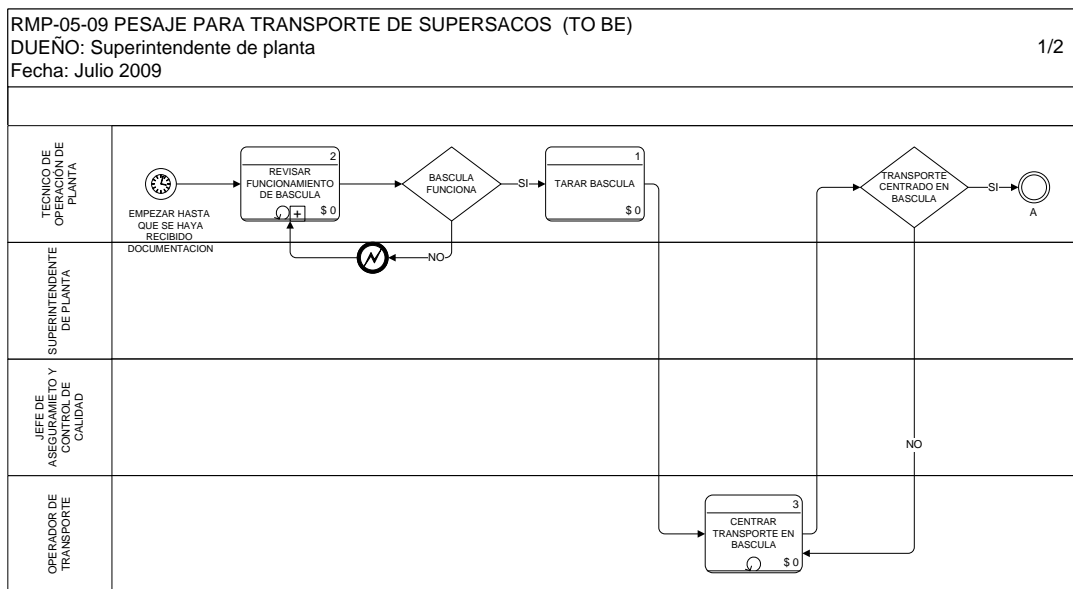 RMP-05-09 PESAJE PARA TRANSPORTE DE SUPERSACOS (TO BE)
DUEÑO: Superintendente de planta
1/2
Fecha: Julio 2009
TECNICO DE
OPERACIÓN DE
PLANTA
EMPEZAR HASTA
QUE SE HAYA
RECIBIDO
DOCUMENTACION
2
REVISAR
FUNCIONAMIENTO
DE BASCULA
$ 0
BASCULA
FUNCIONA
SI
NO
1
TARAR BASCULA
$ 0
TRANSPORTE
CENTRADO EN
BASCULA
SI
A
NO
SUPERINTENDENTE
DE PLANTA
JEFE DE
ASEGURAMIETO Y
CONTROL DE
CALIDAD
OPERADOR DE
TRANSPORTE
3
CENTRAR
TRANSPORTE EN
BASCULA
$ 0